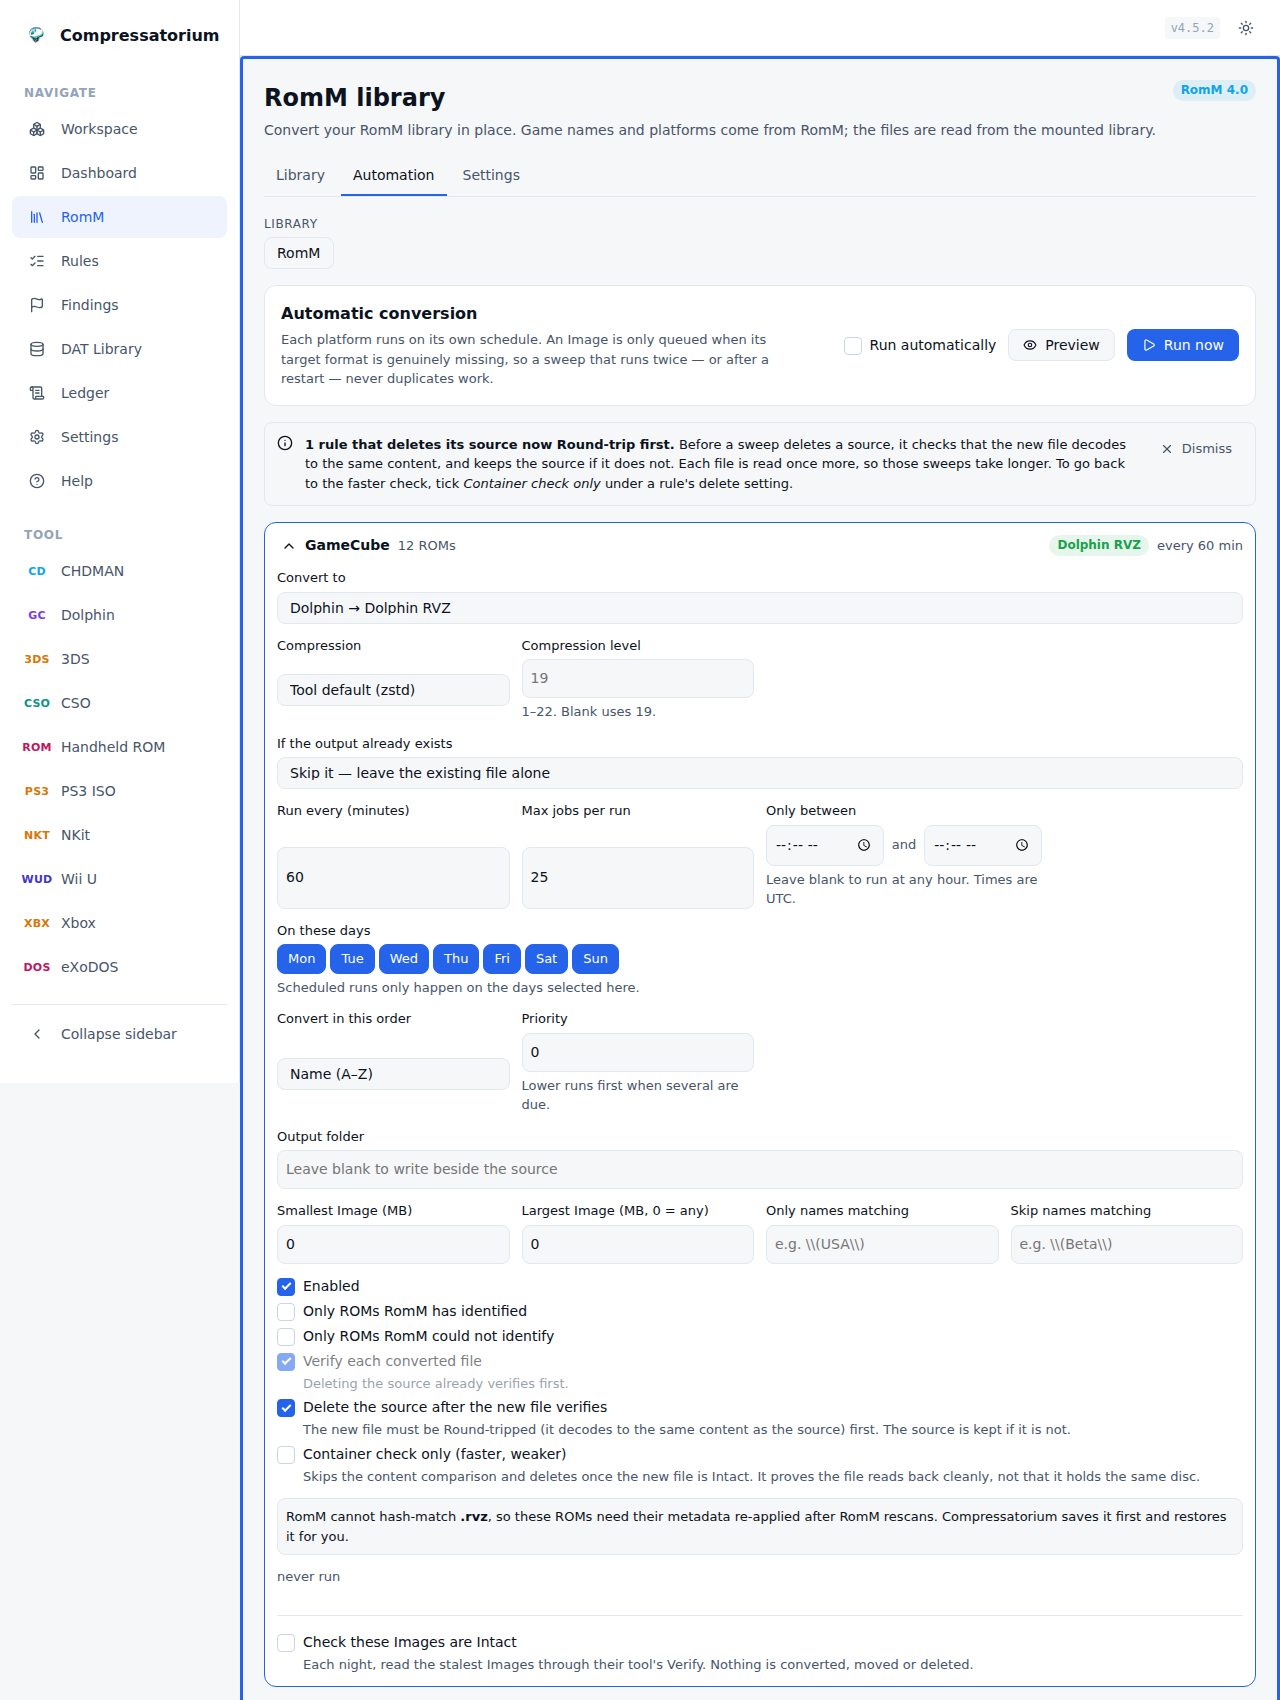 Compressatorium
v4.5.2
NAVIGATE
Workspace
Dashboard
RomM
Rules
Findings
DAT Library
Ledger
Settings
Help
TOOL
CD CHDMAN
GC Dolphin
3DS 3DS
CSO CSO
ROM Handheld ROM
PS3 PS3 ISO
NKT NKit
WUD Wii U
XBX Xbox
DOS eXoDOS
Collapse sidebar
RomM library
RomM 4.0
Convert your RomM library in place. Game names and platforms come from RomM; the files are read from the mounted library.
Library Automation Settings
LIBRARY
RomM
Automatic conversion
Each platform runs on its own schedule. An Image is only queued when its
target format is genuinely missing, so a sweep that runs twice — or after a
restart — never duplicates work.
Run automatically Preview Run now
1 rule that deletes its source now Round-trip first. Before a sweep deletes a source, it checks that the new file decodes
to the same content, and keeps the source if it does not. Each file is read once more, so those sweeps take longer. To go back
to the faster check, tick Container check only under a rule's delete setting.
Dismiss
GameCube 12 ROMs Dolphin RVZ every 60 min
Convert to
Dolphin → Dolphin RVZ
Compression Compression level
Tool default (zstd) 19
1–22. Blank uses 19.
If the output already exists
Skip it — leave the existing file alone
Run every (minutes) Max jobs per run Only between
60 25 --:-- -- and --:-- --
Leave blank to run at any hour. Times are
UTC.
On these days
Mon Tue Wed Thu Fri Sat Sun
Scheduled runs only happen on the days selected here.
Convert in this order Priority
Name (A–Z) 0
Lower runs first when several are
due.
Output folder
Leave blank to write beside the source
Smallest Image (MB) Largest Image (MB, 0 = any) Only names matching Skip names matching
0 0 e.g. \\(USA\\) e.g. \\(Beta\\)
Enabled
Only ROMs RomM has identified
Only ROMs RomM could not identify
Verify each converted file
Deleting the source already verifies first.
Delete the source after the new file verifies
The new file must be Round-tripped (it decodes to the same content as the source) first. The source is kept if it is not.
Container check only (faster, weaker)
Skips the content comparison and deletes once the new file is Intact. It proves the file reads back cleanly, not that it holds the same disc.
RomM cannot hash-match .rvz, so these ROMs need their metadata re-applied after RomM rescans. Compressatorium saves it first and restores
it for you.
never run
Check these Images are Intact
Each night, read the stalest Images through their tool's Verify. Nothing is converted, moved or deleted.